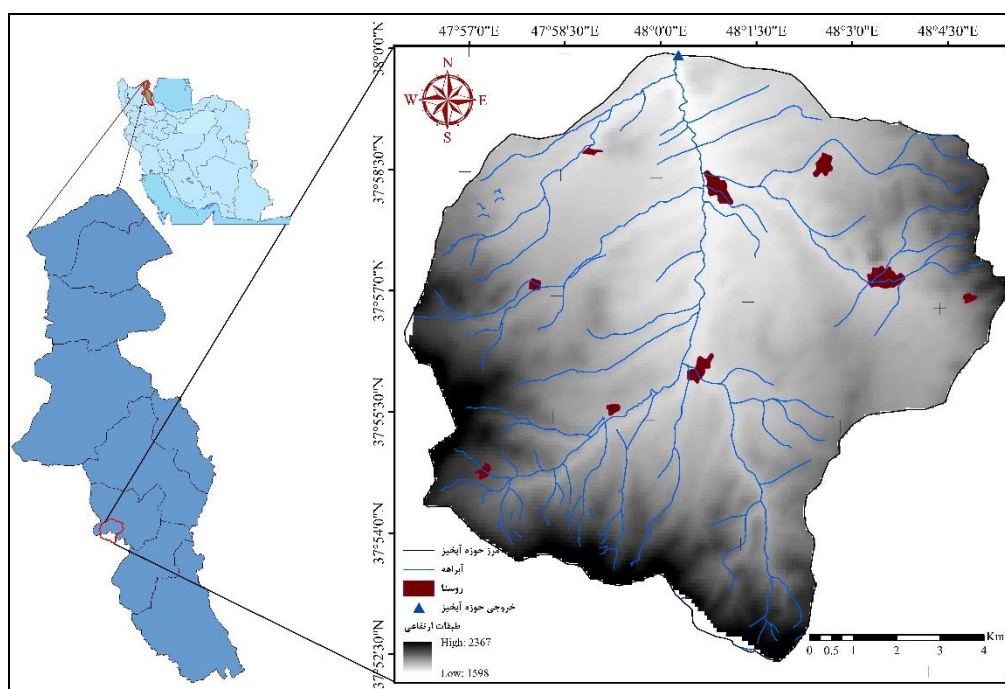 47°57'0"E 47°58'30"E 48°0'0"E 48°1'30"E 48°3'0"E 48°4'30"E
38°0'0"N
N
W E
S
37°58'30"N
37°57'0"N
37°55'30"N
37°54'0"N
مرز حوزه آبخیز
آبراهه
روستا
خروجی حوزه آبخیز
طبقات ارتفاعی
High: 2367
Low: 1598
Km
0 0.5 1 2 3 4
37°52'30"N